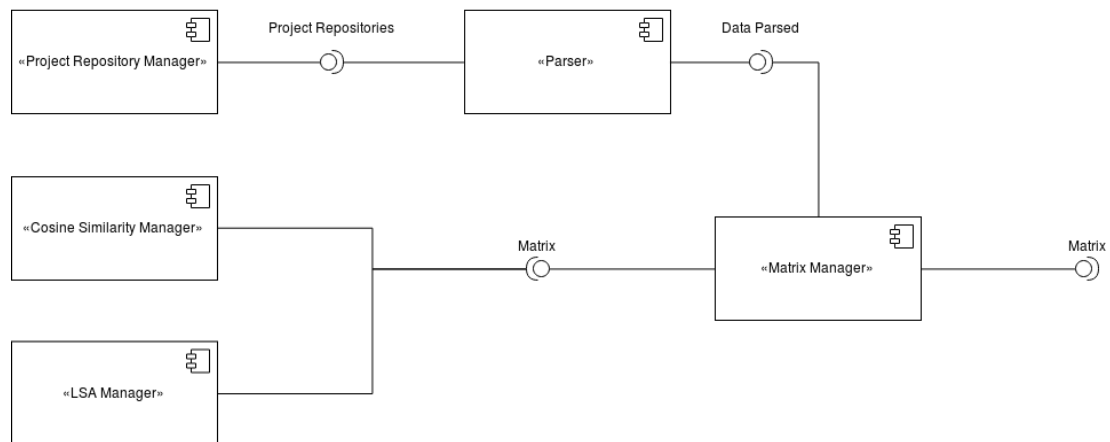 Project Repositories
Data Parsed
«Project Repository Manager»
«Parser»
«Cosine Similarity Manager»
Matrix
Matrix
«Matrix Manager»
«LSA Manager»